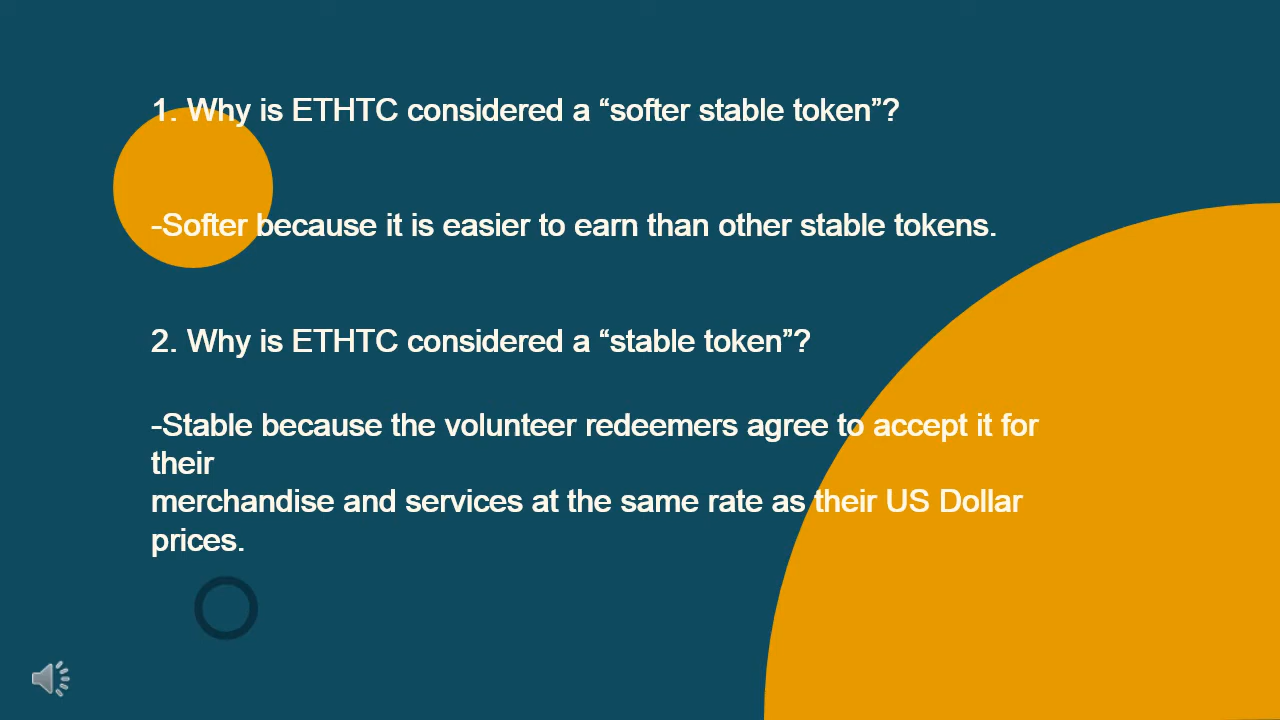 1. Why is ETHTC considered a “softer stable token”?
-Softer because it is easier to earn than other stable tokens.
2. Why is ETHTC considered a “stable token”?
-Stable because the volunteer redeemers agree to accept it for
their
merchandise and services at the same rate as their US Dollar
prices.